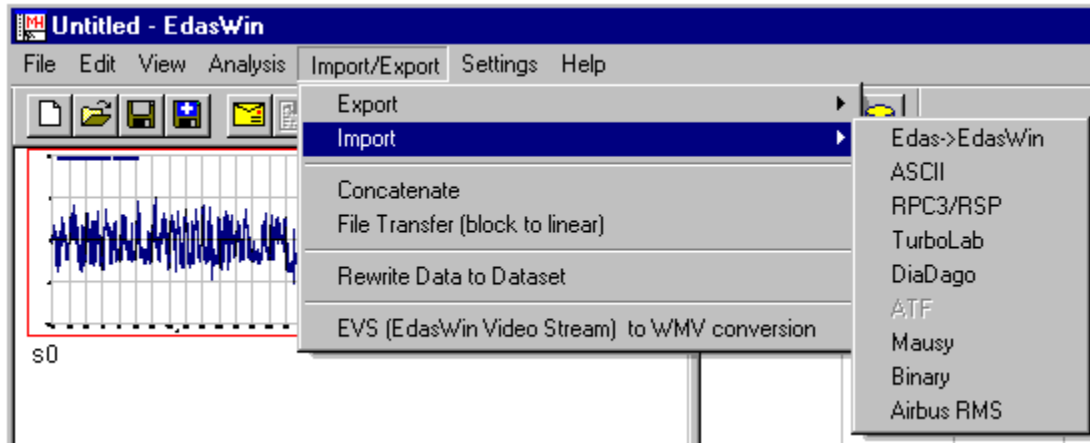 Untitled - EdasWin
File Edit View Analysis Import/Export Settings Help
Export
Import
Concatenate
File Transfer (block to linear)
Rewrite Data to Dataset
EVS (EdasWin Video Stream) to WMV conversion
Edas->EdasWin
ASCII
RPC3/RSP
TurboLab
DiaDago
ATF
Mausy
Binary
Airbus RMS
s0